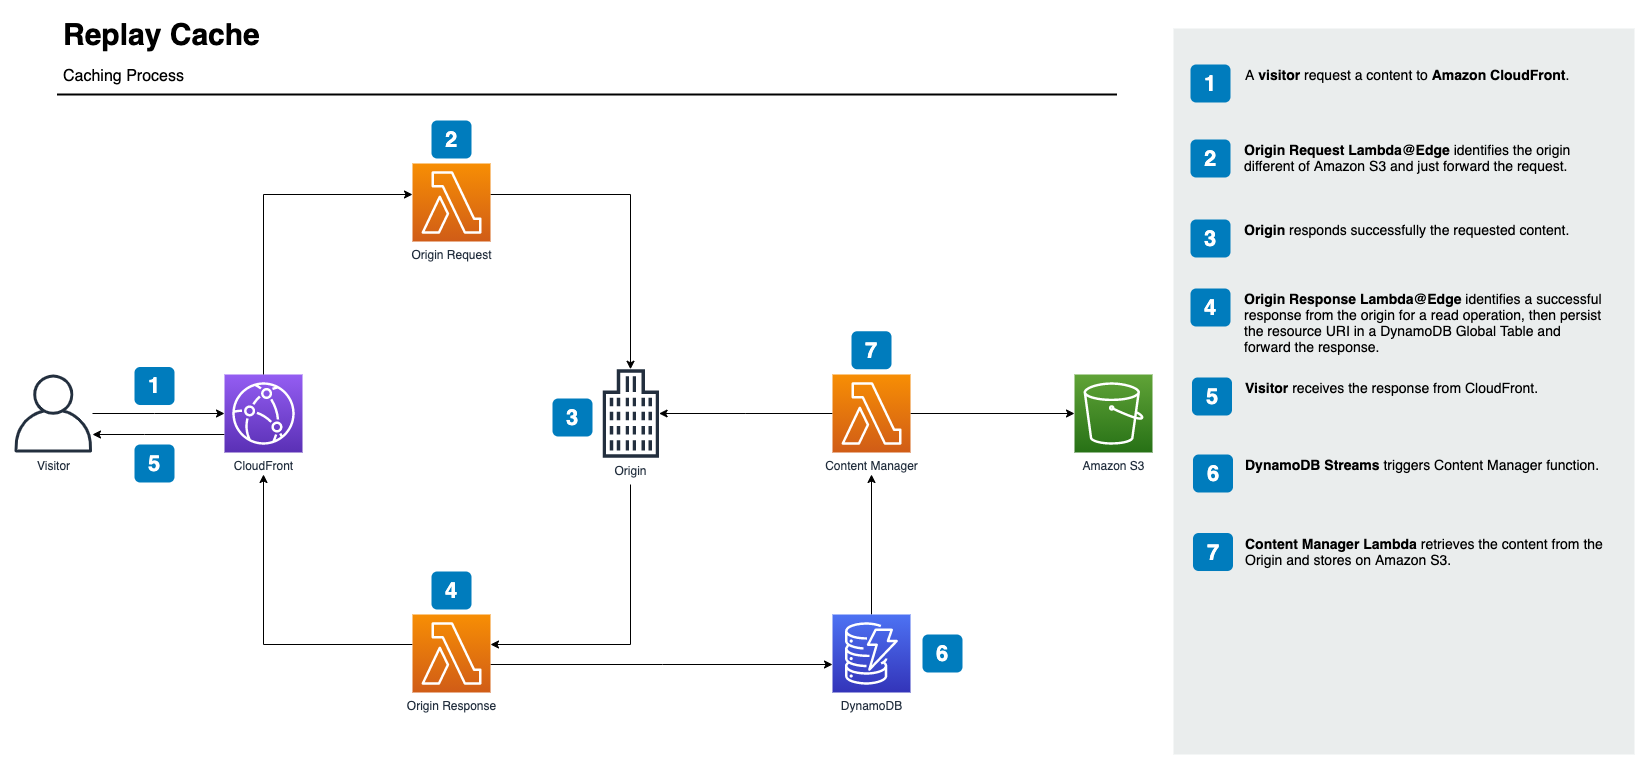 Replay Cache
Caching Process
2
Origin Request
1
5
Visitor
CloudFront
3
Origin
7
Content Manager
Amazon S3
4
Origin Response
6
DynamoDB
1
A visitor request a content to Amazon CloudFront.
2
Origin Request Lambda@Edge identifies the origin
different of Amazon S3 and just forward the request.
3
Origin responds successfully the requested content.
4
Origin Response Lambda@Edge identifies a successful
response from the origin for a read operation, then persist
the resource URI in a DynamoDB Global Table and
forward the response.
5
Visitor receives the response from CloudFront.
6
DynamoDB Streams triggers Content Manager function.
7
Content Manager Lambda retrieves the content from the
Origin and stores on Amazon S3.